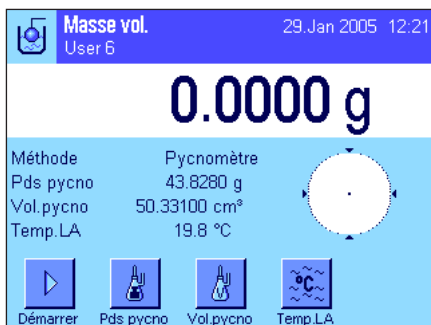 Masse vol. 29.Jan 2005 12:21
User 6
0.0000 g
Méthode Pycnomètre
Pds pycno 43.8280 g
Vol.pycno 50.33100 cm³
Temp.LA 19.8 °C
°C
Démarrer Pds pycno Vol.pycno Temp.LA